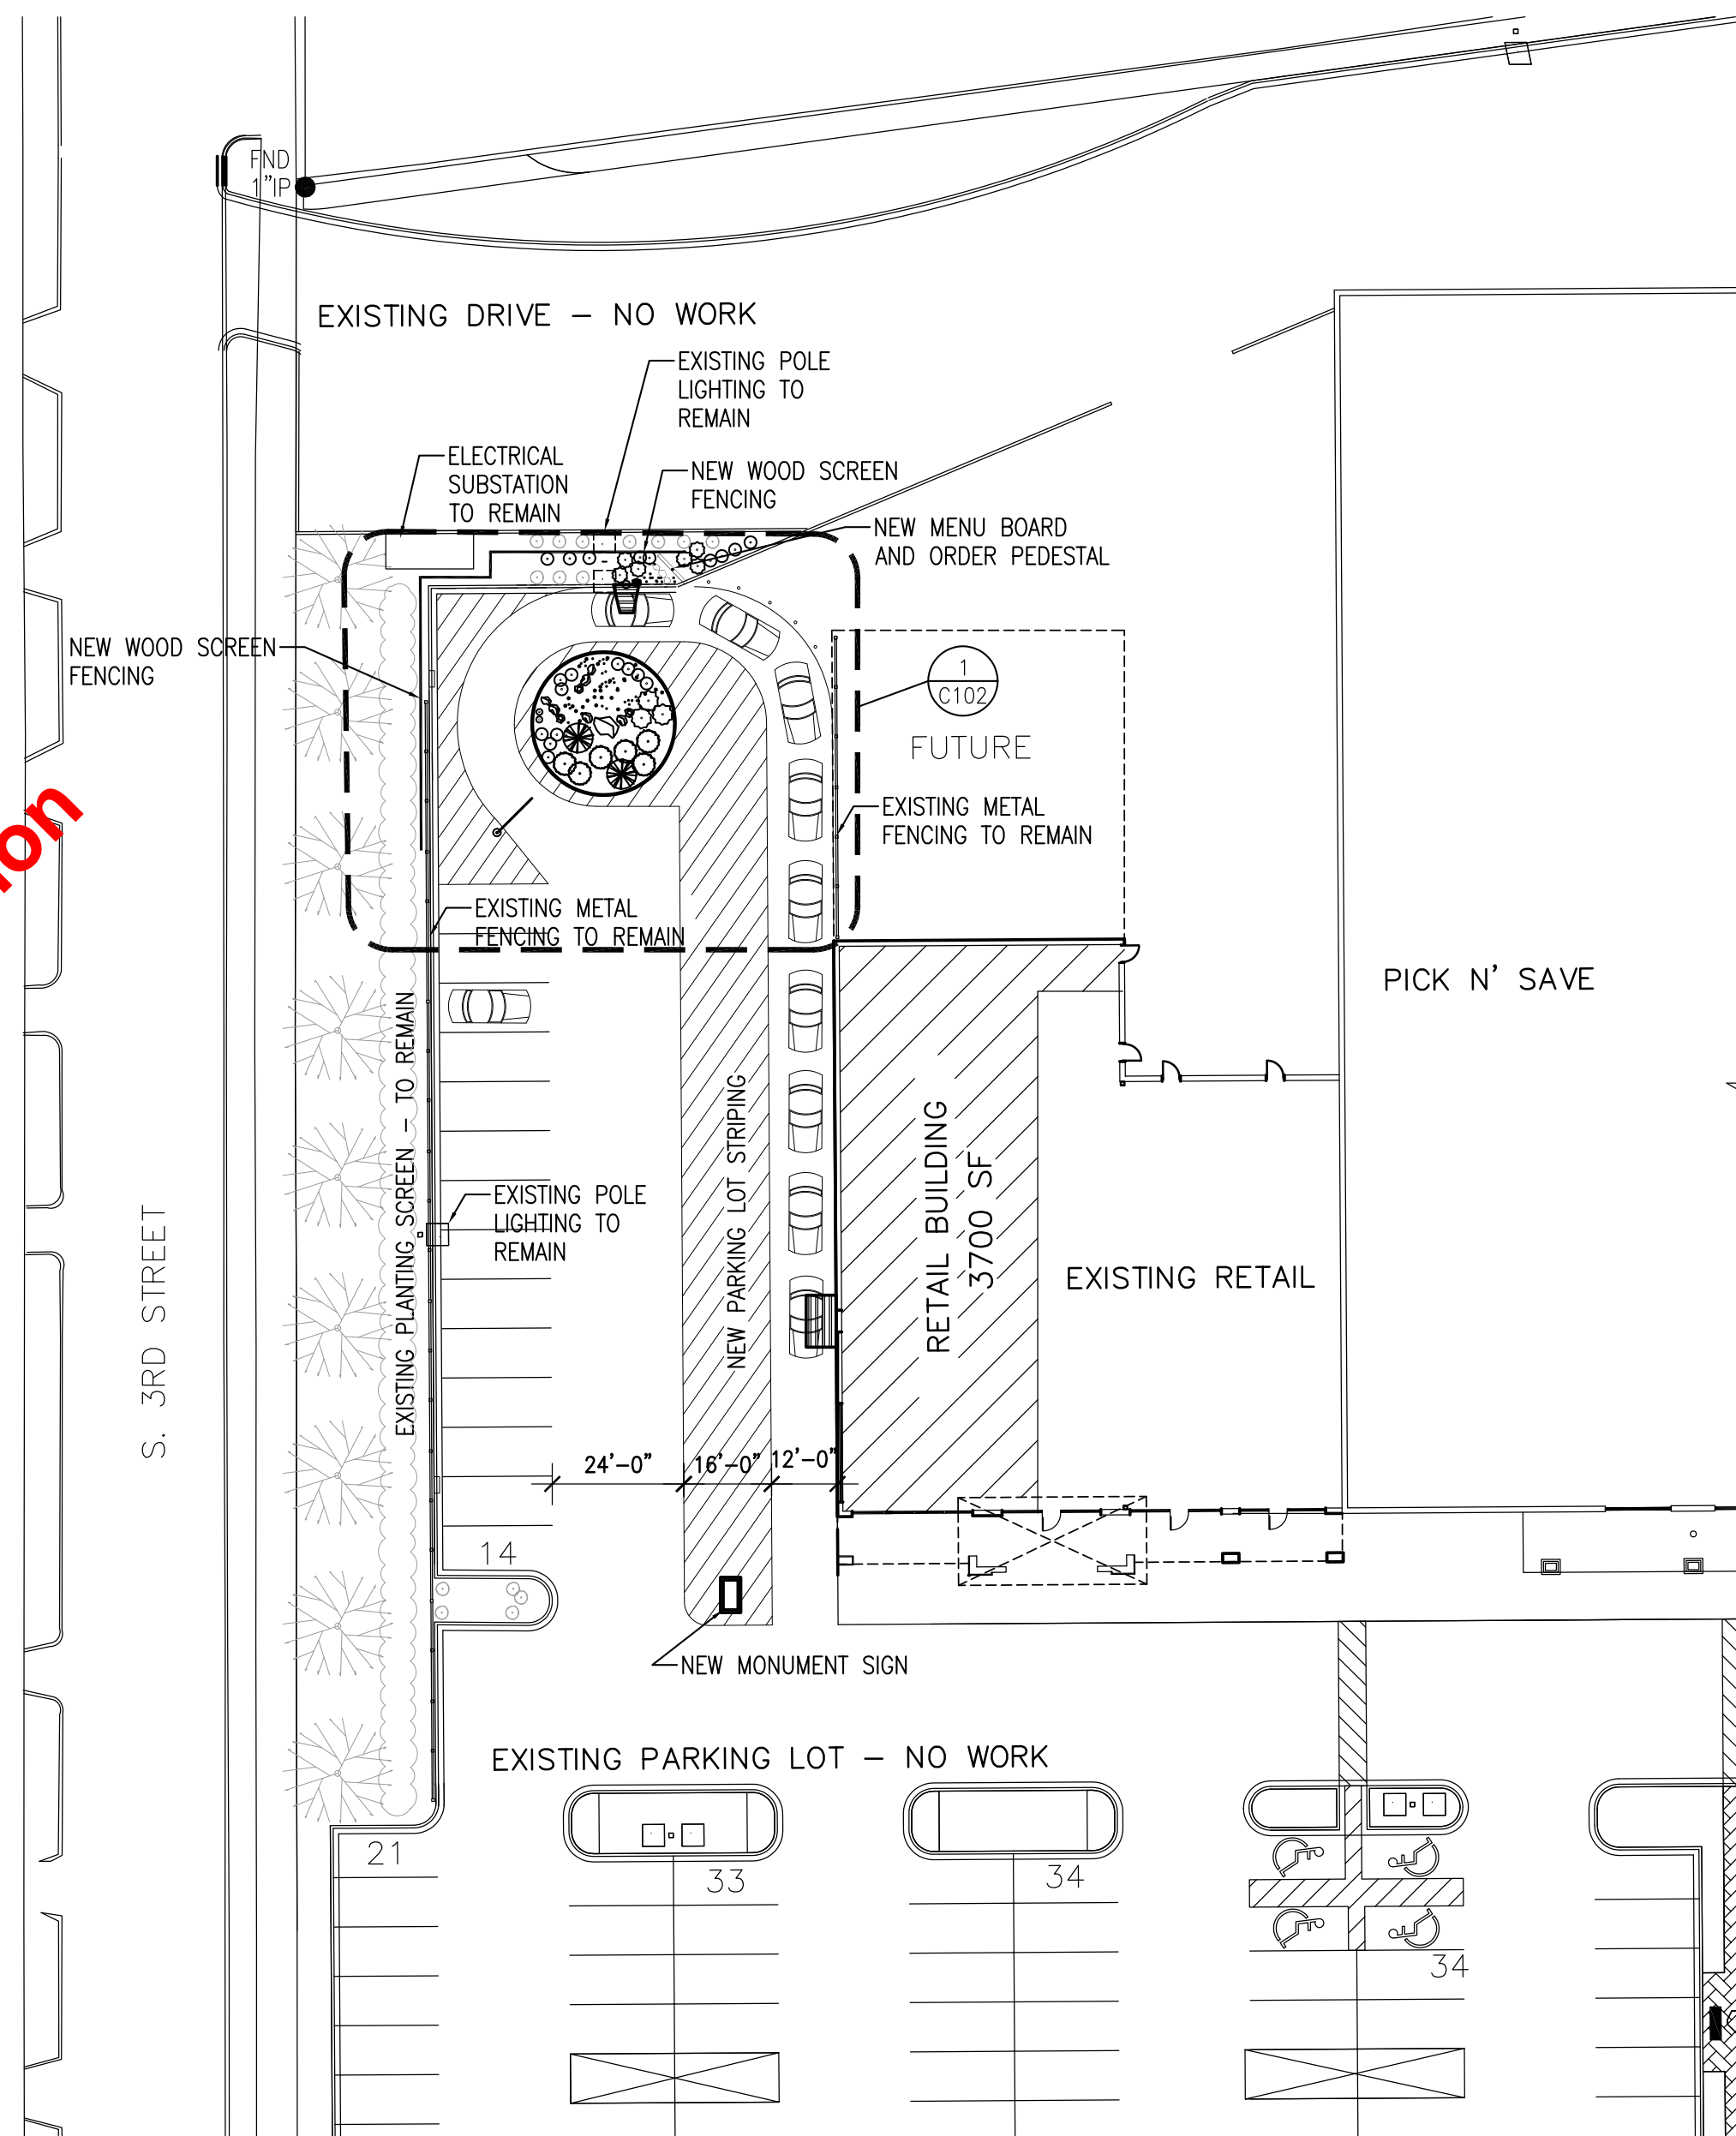 FND
1"IP
EXISTING DRIVE – NO WORK
EXISTING POLE
LIGHTING TO
REMAIN
ELECTRICAL
SUBSTATION
TO REMAIN
NEW WOOD SCREEN
FENCING
NEW MENU BOARD
AND ORDER PEDESTAL
NEW WOOD SCREEN
FENCING
1
C102
FUTURE
EXISTING METAL
FENCING TO REMAIN
EXISTING METAL
FENCING TO REMAIN
PICK N' SAVE
EXISTING PLANTING SCREEN – TO REMAIN
NEW PARKING LOT STRIPING
RETAIL BUILDING
3700 SF
EXISTING POLE
LIGHTING TO
REMAIN
S. 3RD STREET
EXISTING RETAIL
24'-0"
16'-0"
12'-0"
14
NEW MONUMENT SIGN
EXISTING PARKING LOT – NO WORK
21
33
34
34